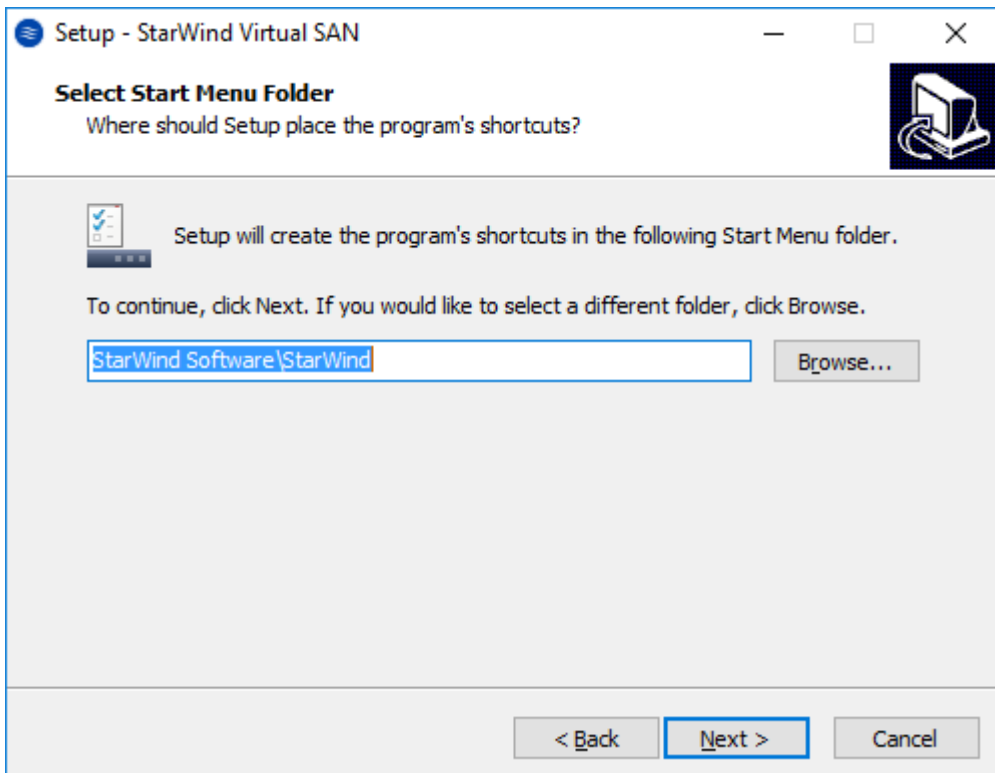 Setup - StarWind Virtual SAN
Select Start Menu Folder
Where should Setup place the program's shortcuts?
Setup will create the program's shortcuts in the following Start Menu folder.
To continue, click Next. If you would like to select a different folder, click Browse.
StarWind Software\StarWind
Browse...
< Back
Next >
Cancel